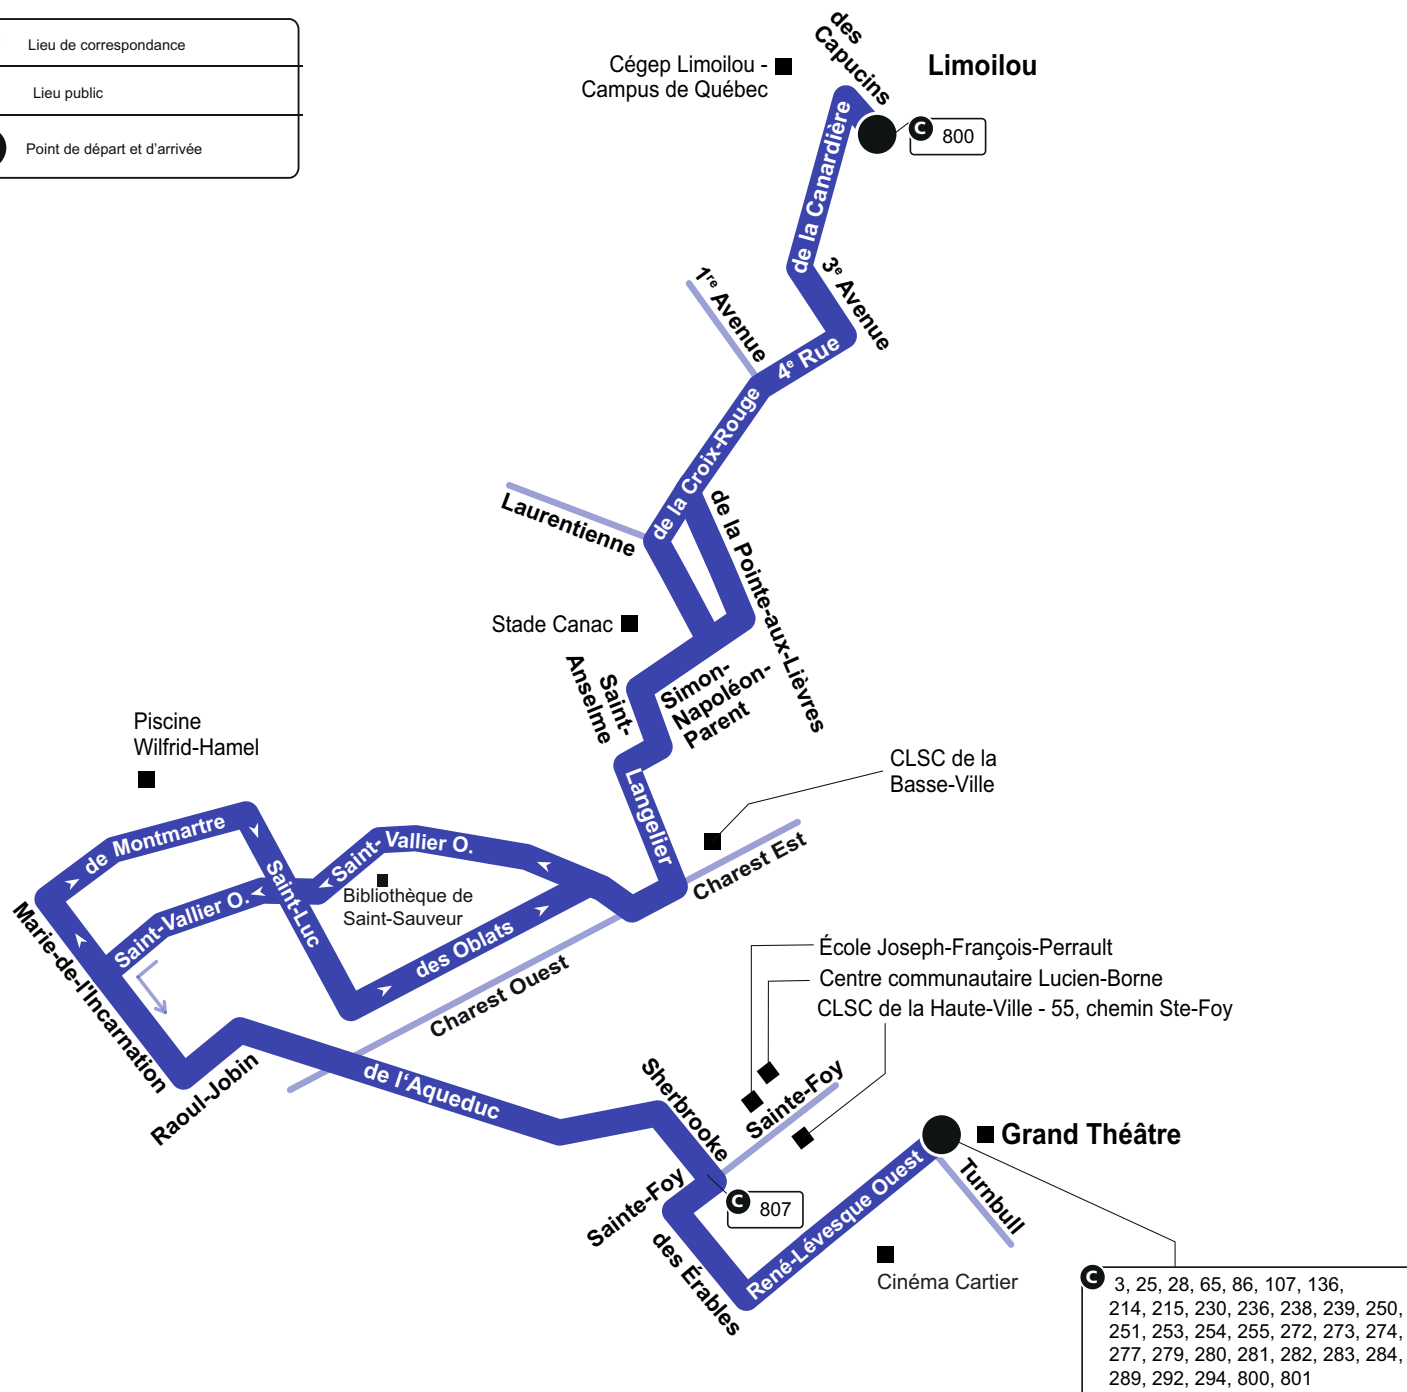 Lieu de correspondance
Lieu public
Point de départ et d'arrivée
Cégep Limoilou -
Campus de Québec
des
Capucins
Limoilou
C 800
de la Canardière
3e Avenue
1re Avenue
4e Rue
de la Croix-Rouge
Laurentienne
de la Pointe-aux-Lièvres
Stade Canac
Saint-
Anselme
Simon-
Napoléon-
Parent
Piscine
Wilfrid-Hamel
CLSC de la
Basse-Ville
Langelier
Charest Est
de Montmartre
Saint- Vallier O.
Saint-Luc
Bibliothèque de
Saint-Sauveur
Saint-Vallier O.
Marie-de-l'Incarnation
des Oblats
Charest Ouest
École Joseph-François-Perrault
Centre communautaire Lucien-Borne
CLSC de la Haute-Ville - 55, chemin Ste-Foy
Raoul-Jobin
de l'Aqueduc
Sherbrooke
Sainte-Foy
Grand Théâtre
Turnbull
Sainte-Foy
C 807
des Érables
René-Lévesque Ouest
Cinéma Cartier
C 3, 25, 28, 65, 86, 107, 136,
214, 215, 230, 236, 238, 239, 250,
251, 253, 254, 255, 272, 273, 274,
277, 279, 280, 281, 282, 283, 284,
289, 292, 294, 800, 801